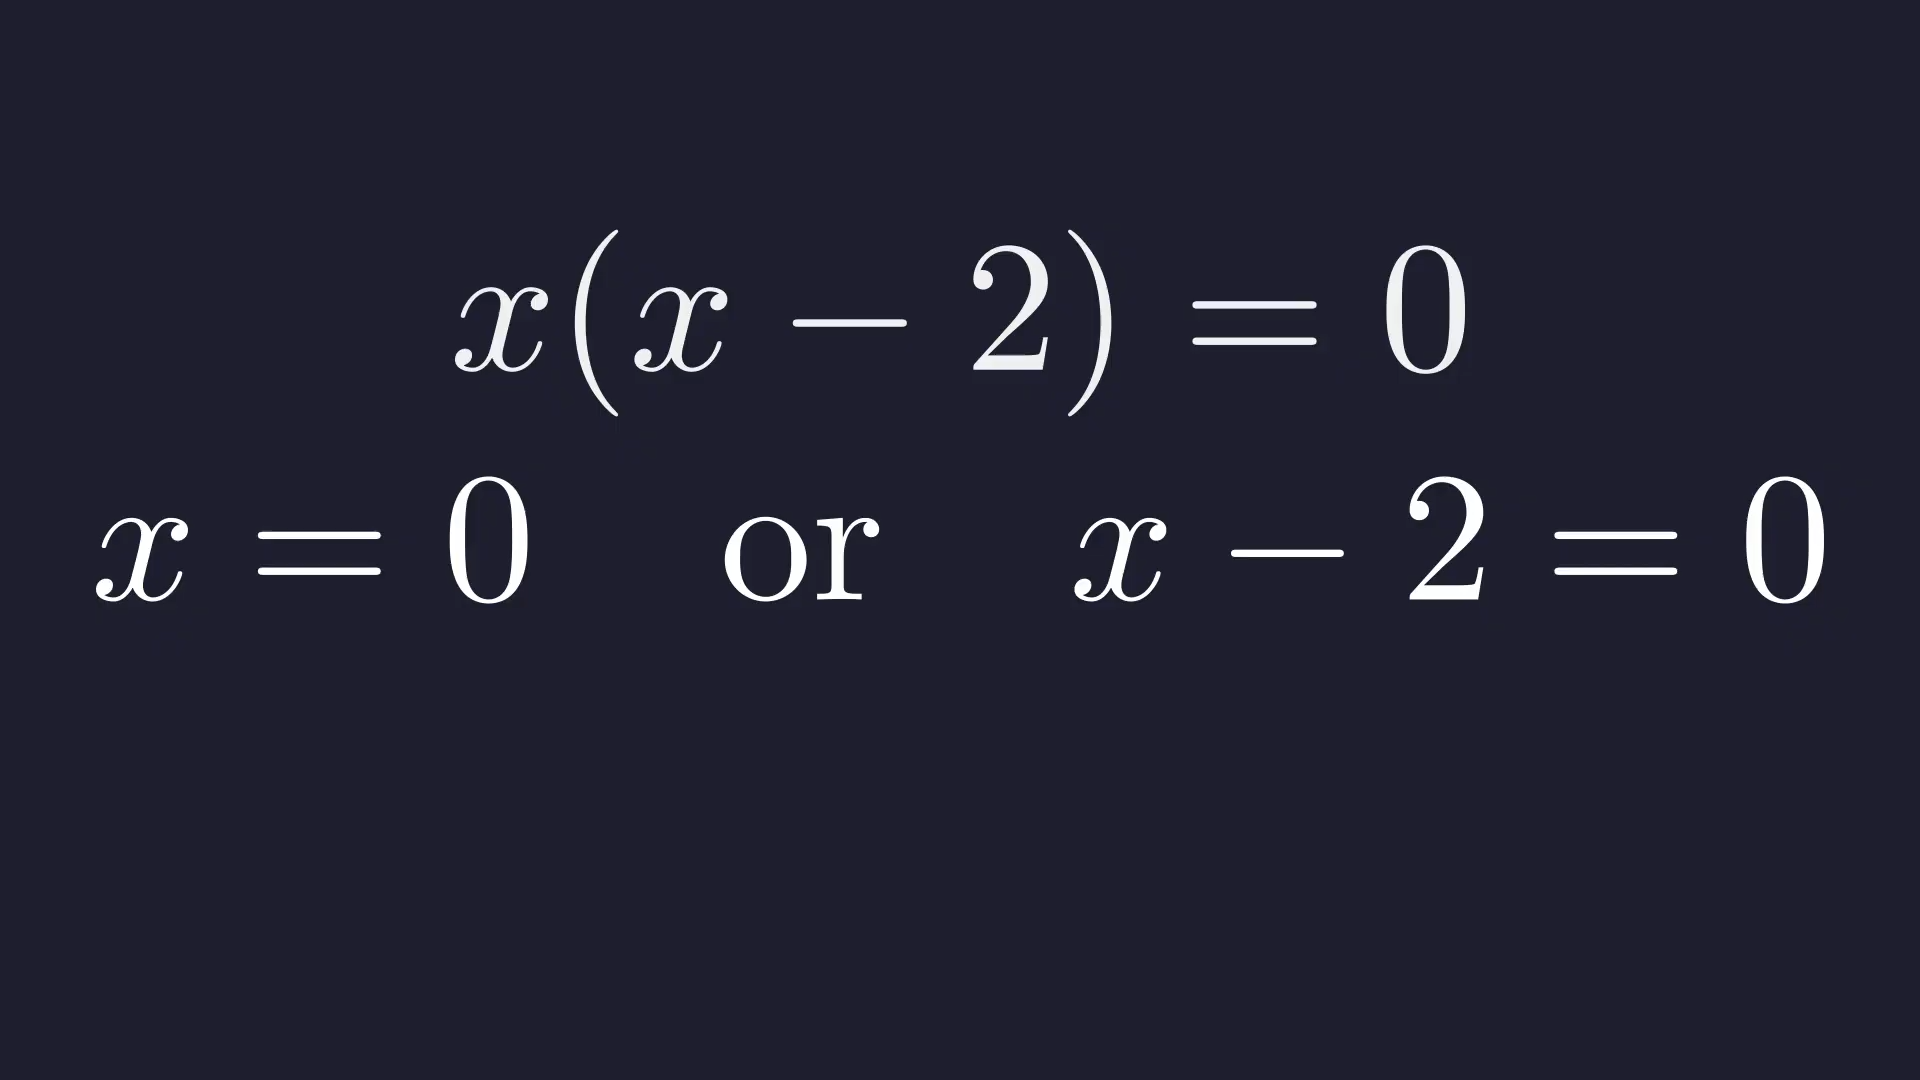 x(x − 2) = 0
x = 0 or x − 2 = 0